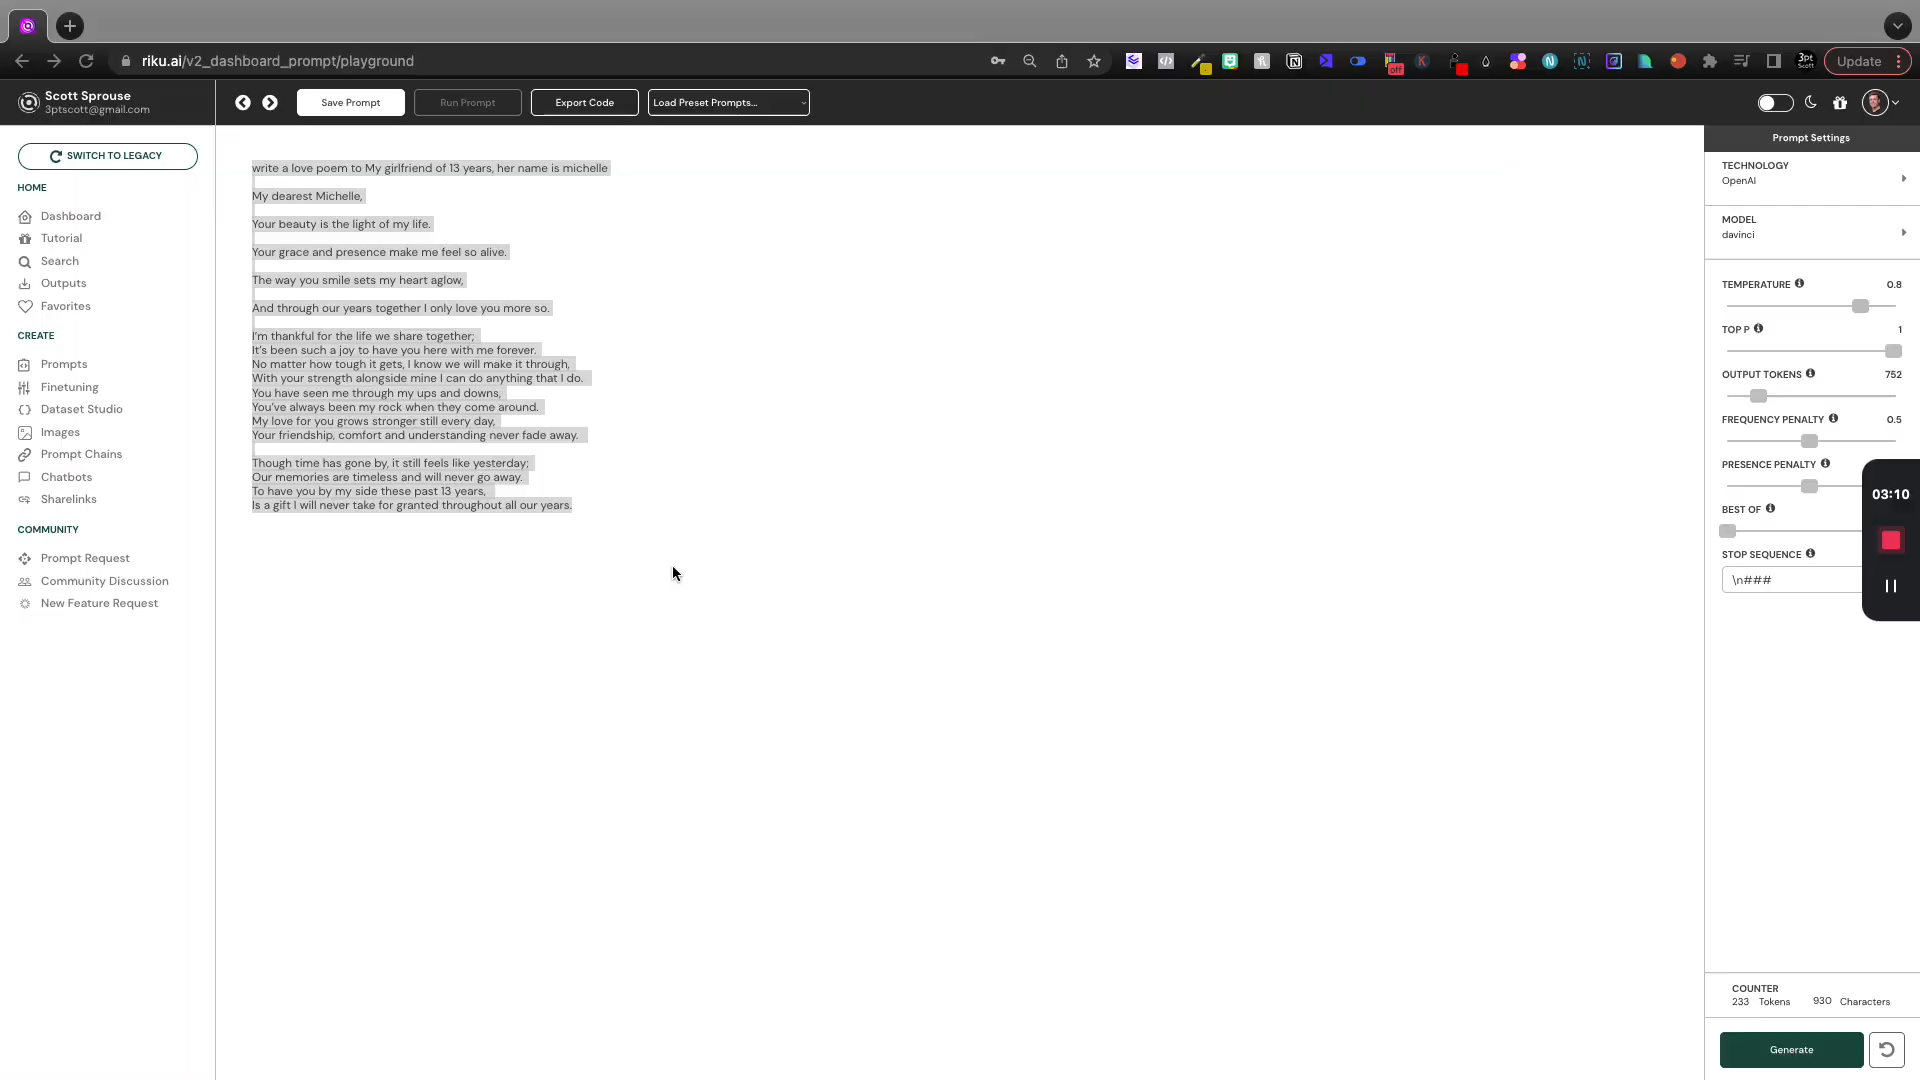 riku.ai/v2_dashboard_prompt/playground
off
3pt
Scott
Update
Scott Sprouse
3ptscott@gmail.com
Save Prompt
Run Prompt
Export Code
Load Preset Prompts...
SWITCH TO LEGACY
HOME
Dashboard
Tutorial
Search
Outputs
Favorites
CREATE
Prompts
Finetuning
Dataset Studio
Images
Prompt Chains
Chatbots
Sharelinks
COMMUNITY
Prompt Request
Community Discussion
New Feature Request
write a love poem to My girlfriend of 13 years, her name is michelle
My dearest Michelle,
Your beauty is the light of my life.
Your grace and presence make me feel so alive.
The way you smile sets my heart aglow,
And through our years together I only love you more so.
I'm thankful for the life we share together;
It's been such a joy to have you here with me forever.
No matter how tough it gets, I know we will make it through,
With your strength alongside mine I can do anything that I do.
You have seen me through my ups and downs,
You've always been my rock when they come around.
My love for you grows stronger still every day,
Your friendship, comfort and understanding never fade away.
Though time has gone by, it still feels like yesterday;
Our memories are timeless and will never go away.
To have you by my side these past 13 years,
Is a gift I will never take for granted throughout all our years.
Prompt Settings
TECHNOLOGY
OpenAI
MODEL
davinci
TEMPERATURE 0.8
TOP P 1
OUTPUT TOKENS 752
FREQUENCY PENALTY 0.5
PRESENCE PENALTY
BEST OF
STOP SEQUENCE
\n###
03:10
COUNTER
233 Tokens 930 Characters
Generate